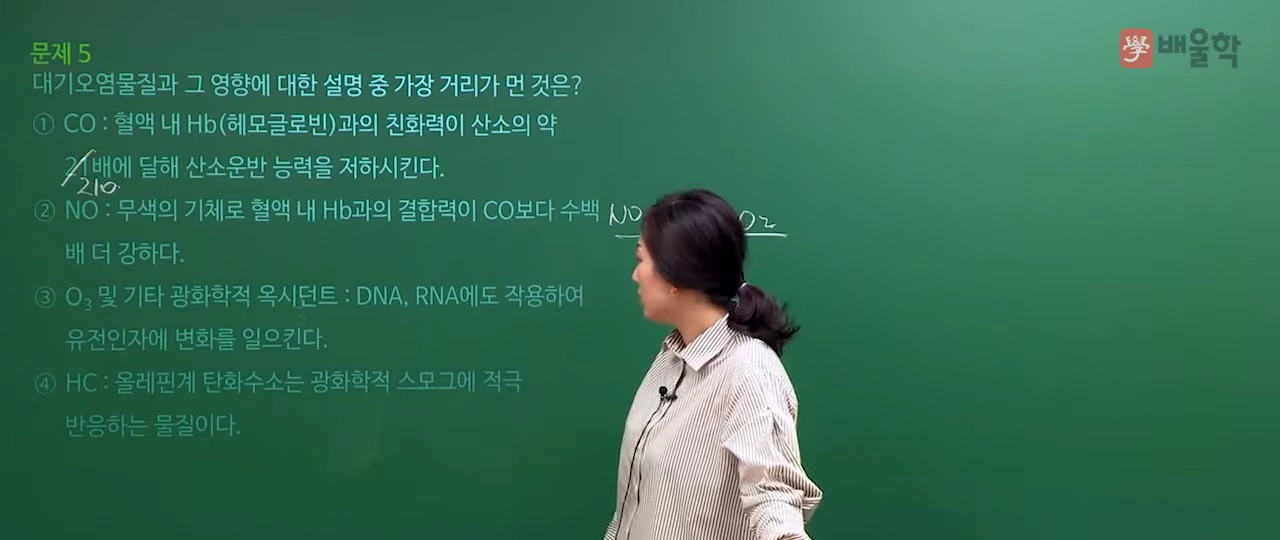 문제 5
學 배울학
대기오염물질과 그 영향에 대한 설명 중 가장 거리가 먼 것은?
① CO : 혈액 내 Hb(헤모글로빈)과의 친화력이 산소의 약
21배에 달해 산소운반 능력을 저하시킨다.
210
② NO : 무색의 기체로 혈액 내 Hb과의 결합력이 CO보다 수백
배 더 강하다.
NO O₂
③ O₃ 및 기타 광화학적 옥시던트 : DNA, RNA에도 작용하여
유전인자에 변화를 일으킨다.
④ HC : 올레핀계 탄화수소는 광화학적 스모그에 적극
반응하는 물질이다.